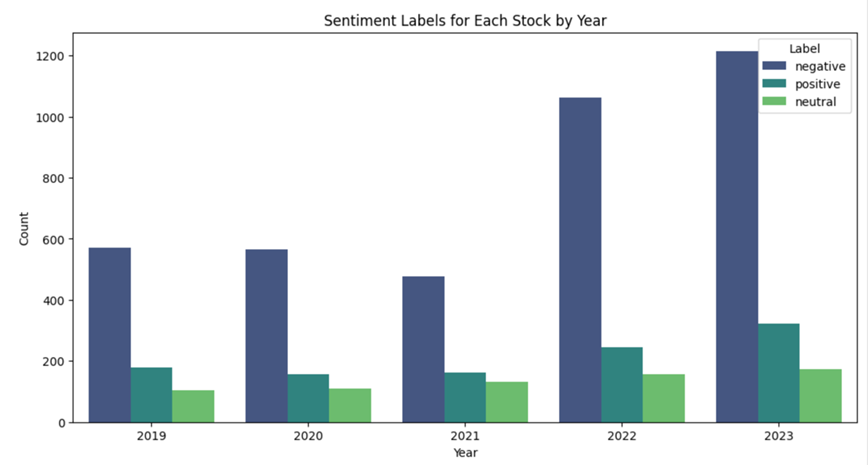 Sentiment Labels for Each Stock by Year
Label
negative
positive
neutral
Count
1200
1000
800
600
400
200
0
2019 2020 2021 2022 2023
Year